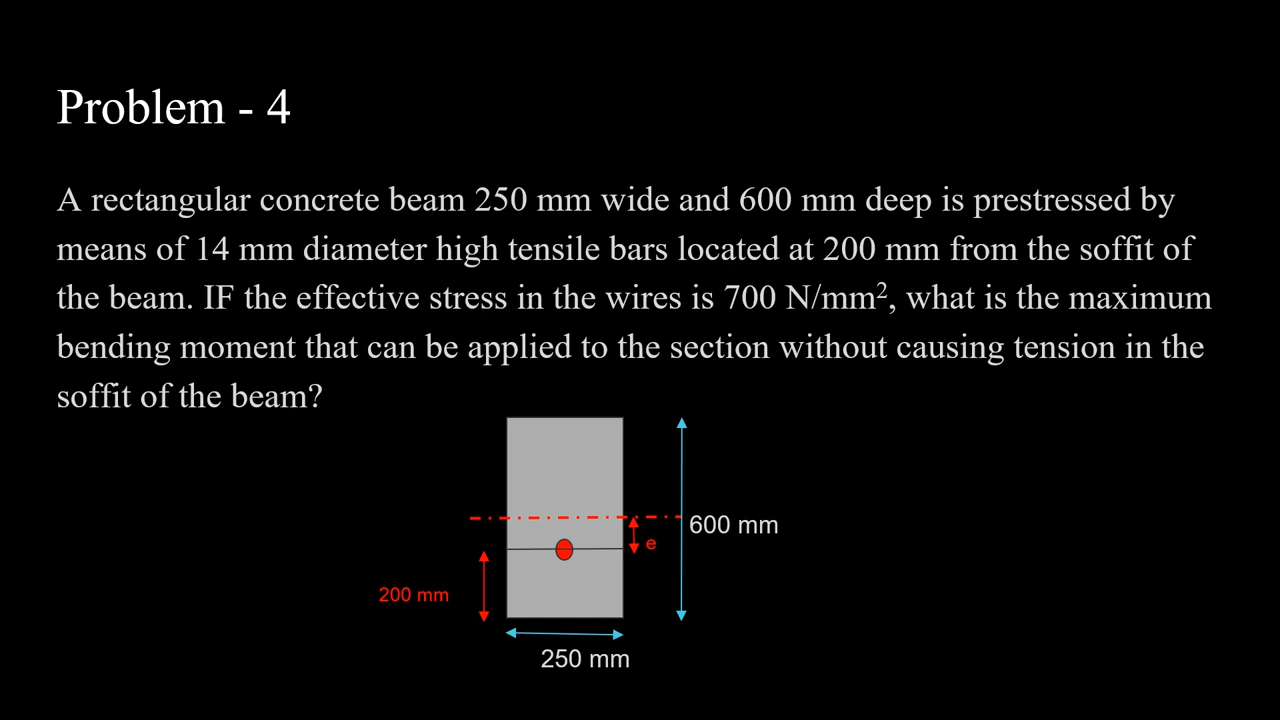 Problem - 4
A rectangular concrete beam 250 mm wide and 600 mm deep is prestressed by
means of 14 mm diameter high tensile bars located at 200 mm from the soffit of
the beam. IF the effective stress in the wires is 700 N/mm², what is the maximum
bending moment that can be applied to the section without causing tension in the
soffit of the beam?
600 mm
e
200 mm
250 mm